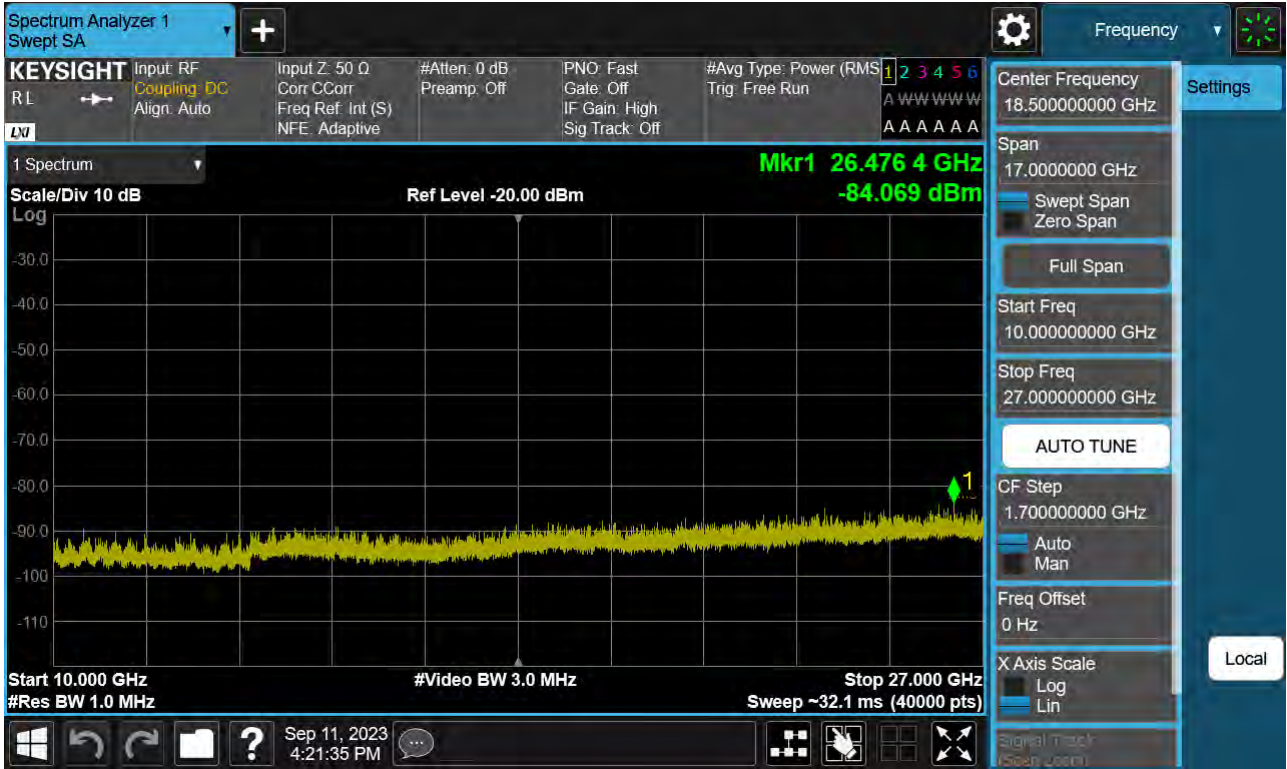 Spectrum Analyzer 1
Swept SA
+
Frequency
KEYSIGHT
RL
LXI
Input: RF
Coupling: DC
Align: Auto
Input Z: 50 Ω
Corr CCorr
Freq Ref: Int (S)
NFE: Adaptive
#Atten: 0 dB
Preamp: Off
PNO: Fast
Gate: Off
IF Gain: High
Sig Track: Off
#Avg Type: Power (RMS
Trig: Free Run
1 2 3 4 5 6
A W W W W W
A A A A A A
1 Spectrum
Scale/Div 10 dB
Ref Level -20.00 dBm
Mkr1 26.476 4 GHz
-84.069 dBm
Log
-30.0
-40.0
-50.0
-60.0
-70.0
-80.0
-90.0
-100
-110
1
Start 10.000 GHz
#Res BW 1.0 MHz
#Video BW 3.0 MHz
Stop 27.000 GHz
Sweep ~32.1 ms (40000 pts)
Center Frequency
18.500000000 GHz
Span
17.0000000 GHz
Swept Span
Zero Span
Full Span
Start Freq
10.000000000 GHz
Stop Freq
27.000000000 GHz
AUTO TUNE
CF Step
1.700000000 GHz
Auto
Man
Freq Offset
0 Hz
X Axis Scale
Log
Lin
Signal Track
(Span Zoom)
Settings
Local
?
Sep 11, 2023
4:21:35 PM